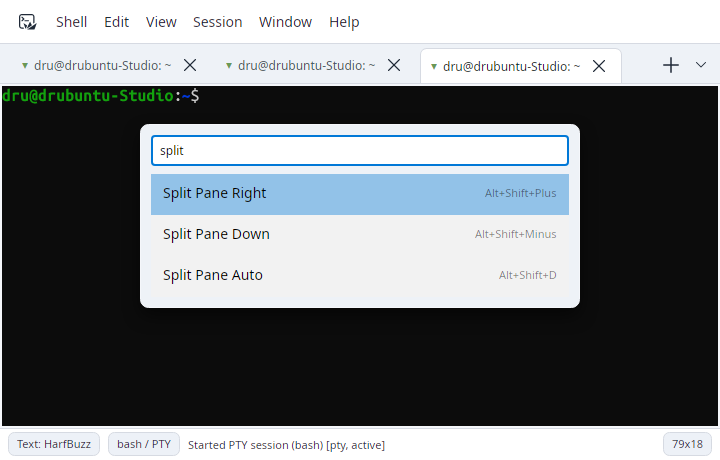 Shell Edit View Session Window Help
dru@drubuntu-Studio: ~ dru@drubuntu-Studio: ~ dru@drubuntu-Studio: ~
dru@drubuntu-Studio:~$
split
Split Pane Right Alt+Shift+Plus
Split Pane Down Alt+Shift+Minus
Split Pane Auto Alt+Shift+D
Text: HarfBuzz bash / PTY Started PTY session (bash) [pty, active] 79x18